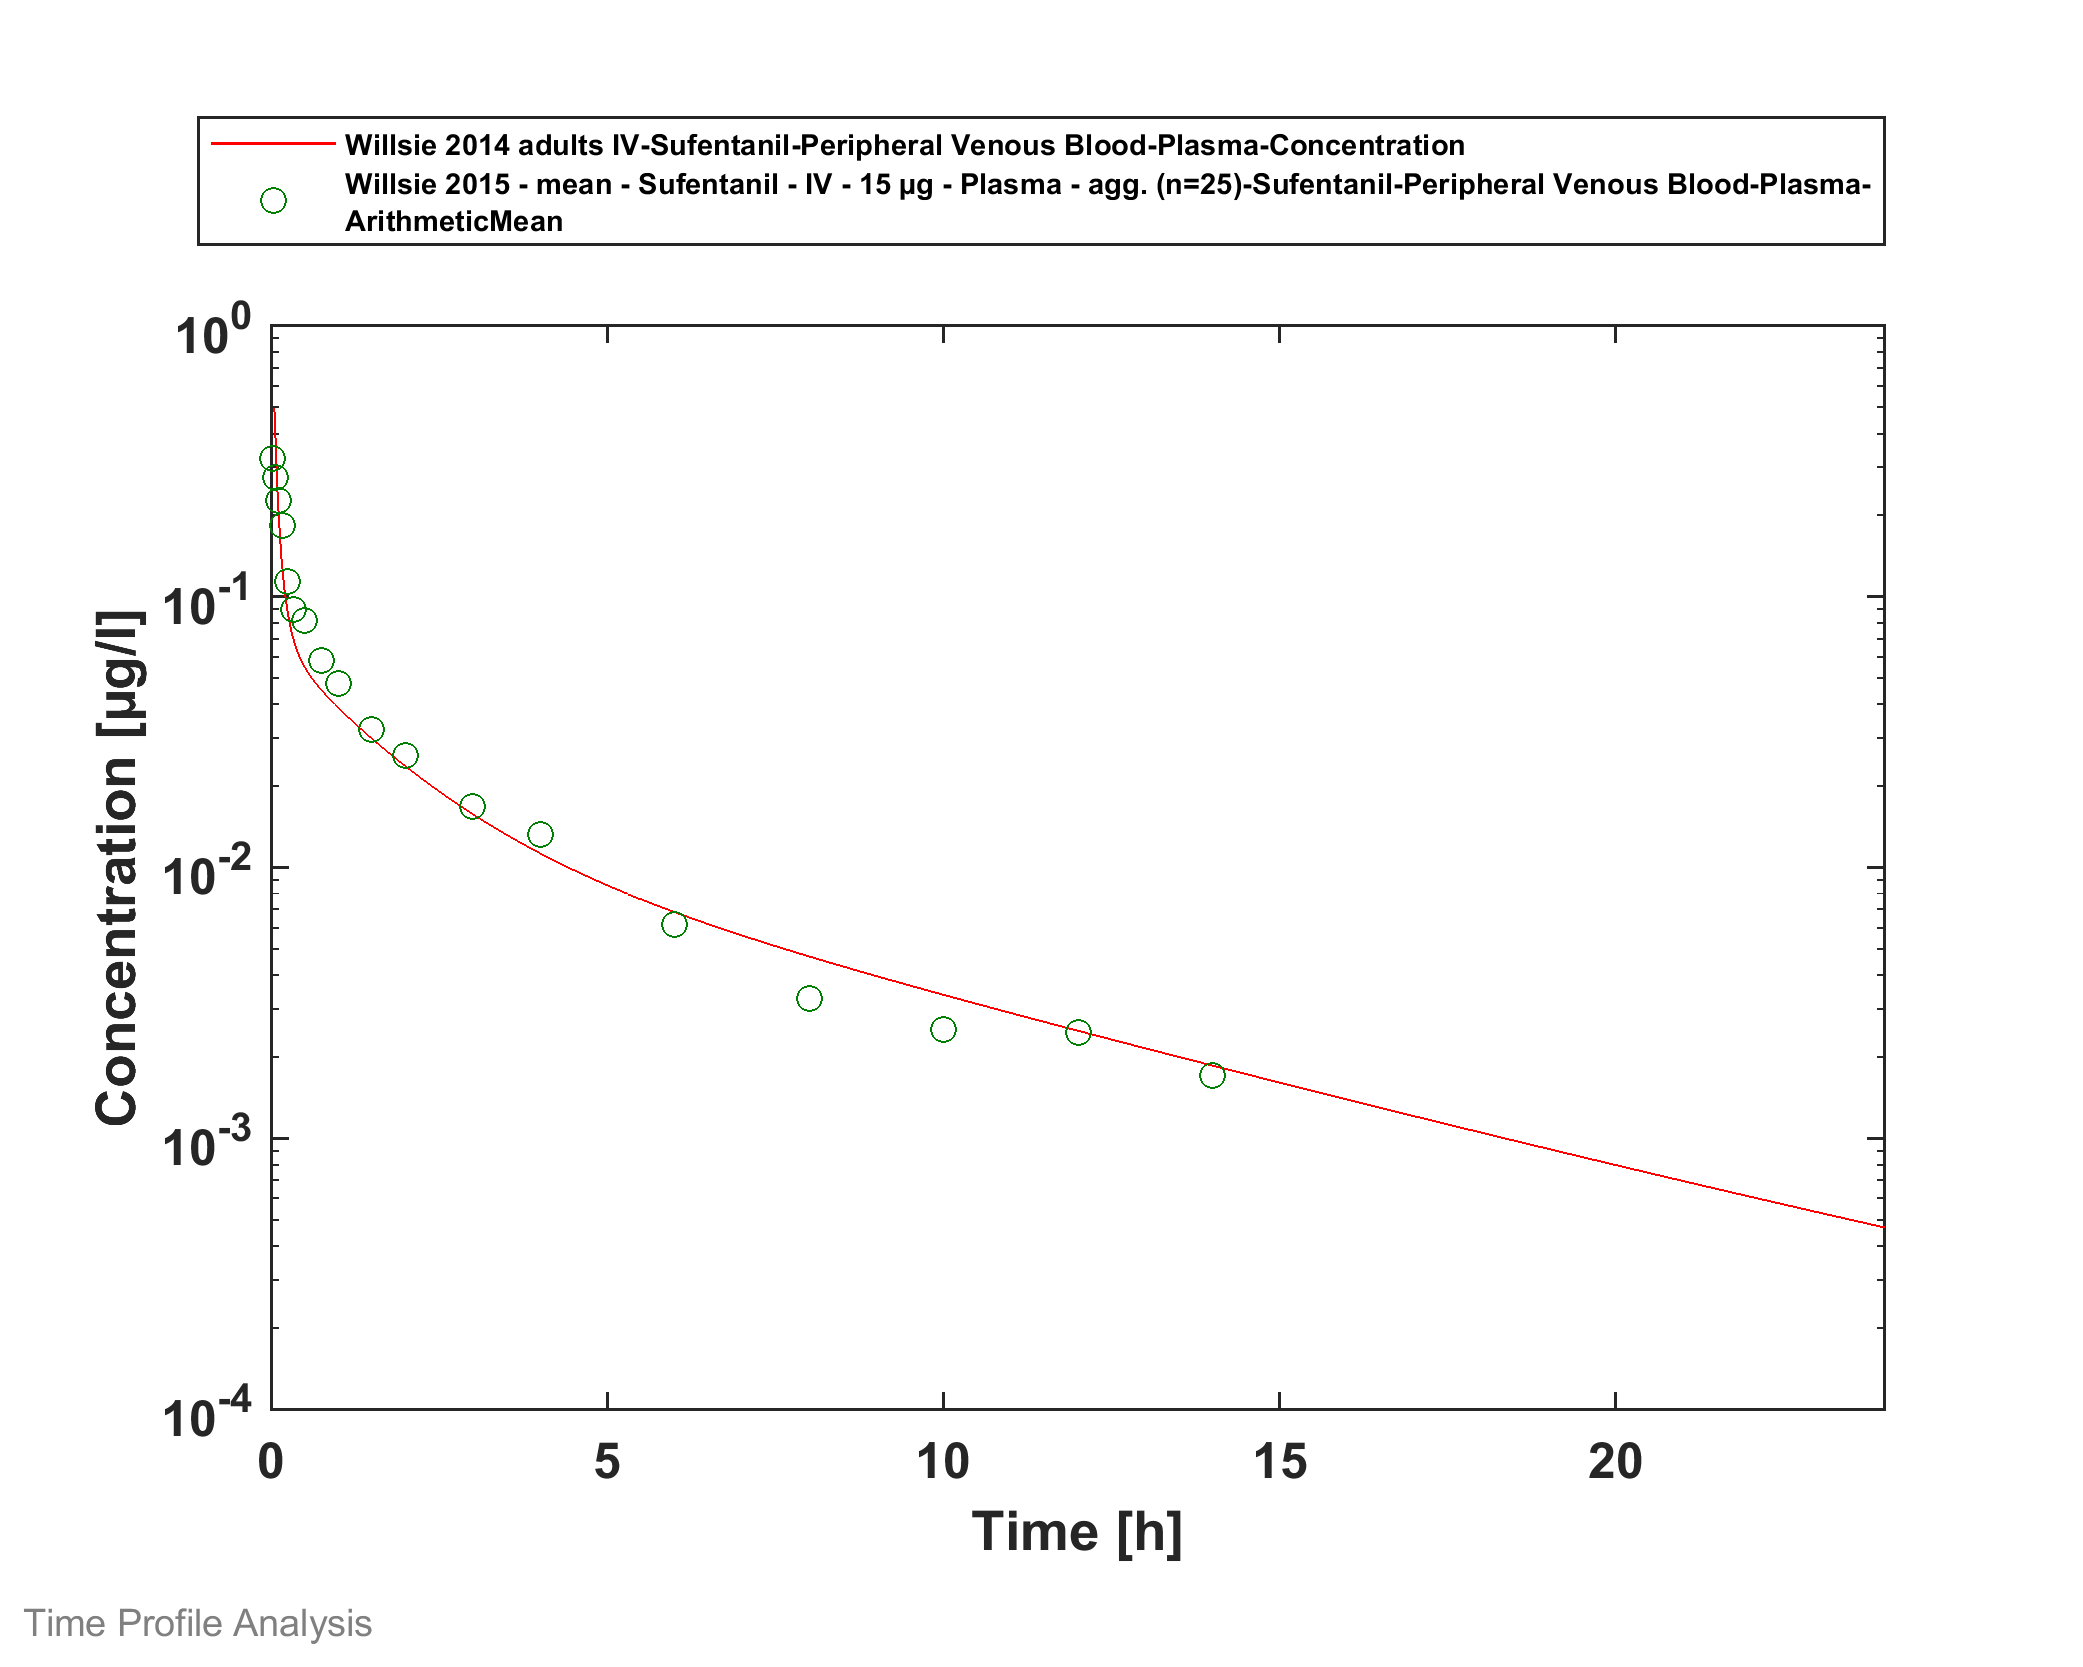 Willsie 2014 adults IV-Sufentanil-Peripheral Venous Blood-Plasma-Concentration
Willsie 2015 - mean - Sufentanil - IV - 15 µg - Plasma - agg. (n=25)-Sufentanil-Peripheral Venous Blood-Plasma-
ArithmeticMean
10^0
10^-1
10^-2
10^-3
10^-4
Concentration [µg/l]
0 5 10 15 20
Time [h]
Time Profile Analysis